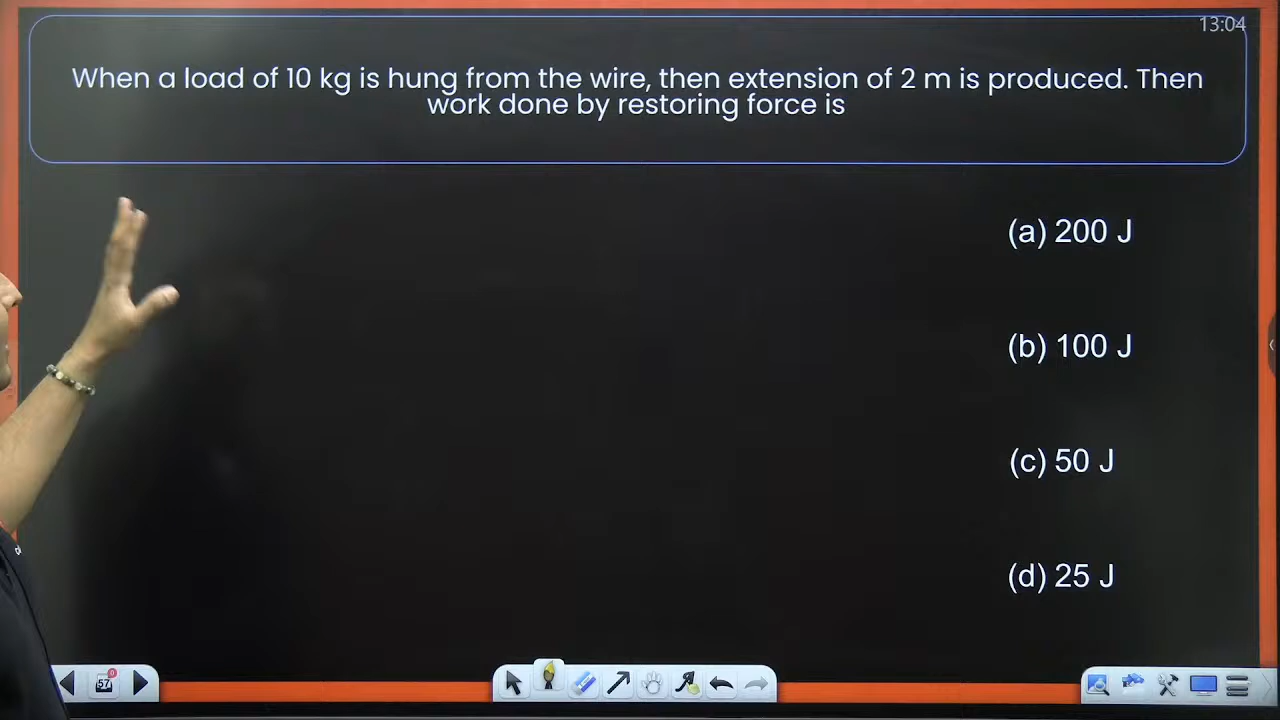 13:04
When a load of 10 kg is hung from the wire, then extension of 2 m is produced. Then
work done by restoring force is
(a) 200 J
(b) 100 J
(c) 50 J
(d) 25 J
57